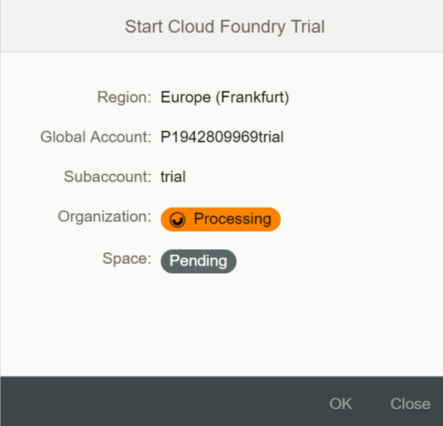 Start Cloud Foundry Trial
Region: Europe (Frankfurt)
Global Account: P1942809969trial
Subaccount: trial
Organization: Processing
Space: Pending
OK Close